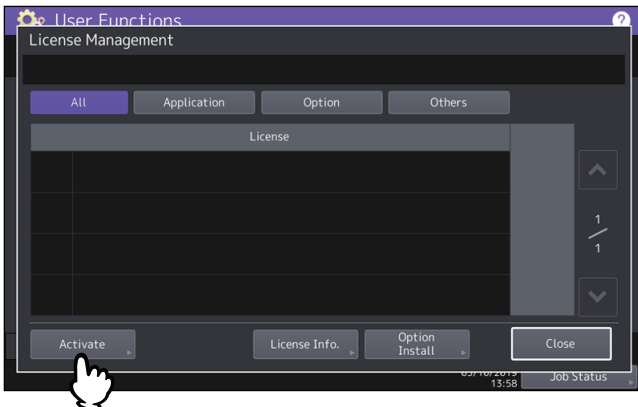 User Functions
?
License Management
All Application Option Others
License
1
1
Activate License Info. Option Install Close
13:58 Job Status